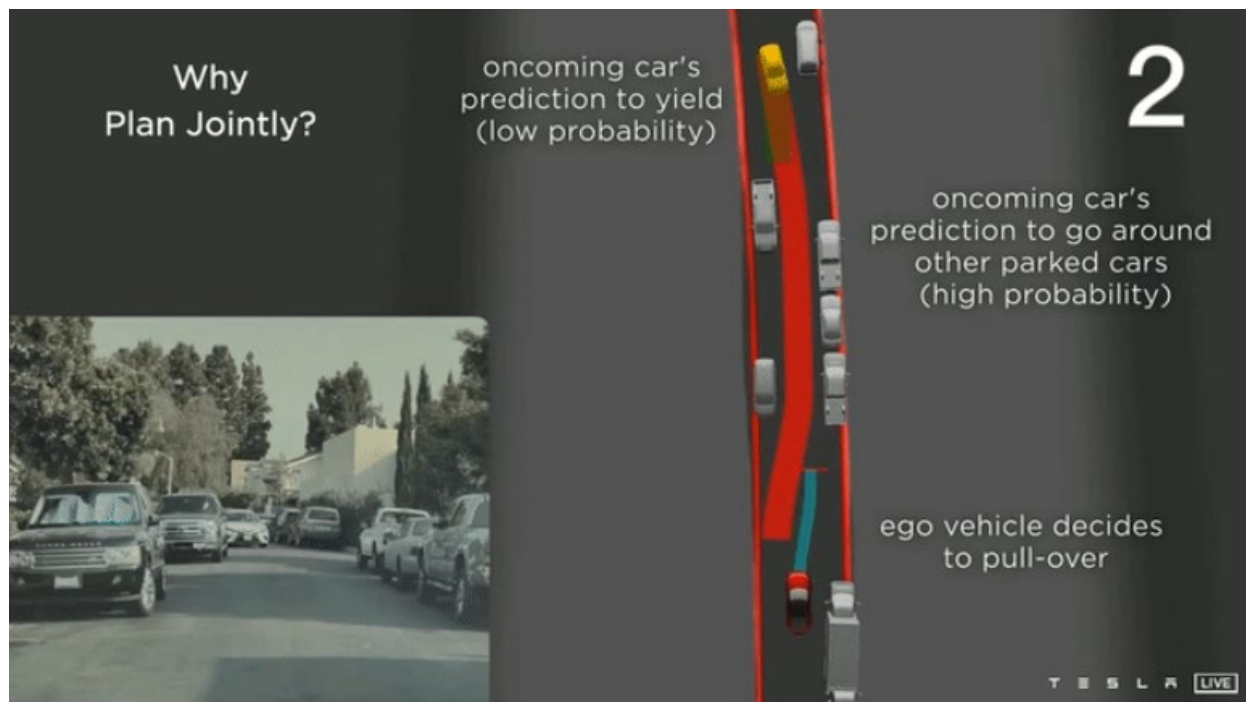 Why
Plan Jointly?
oncoming car's
prediction to yield
(low probability)
2
oncoming car's
prediction to go around
other parked cars
(high probability)
ego vehicle decides
to pull-over
TESLA LIVE